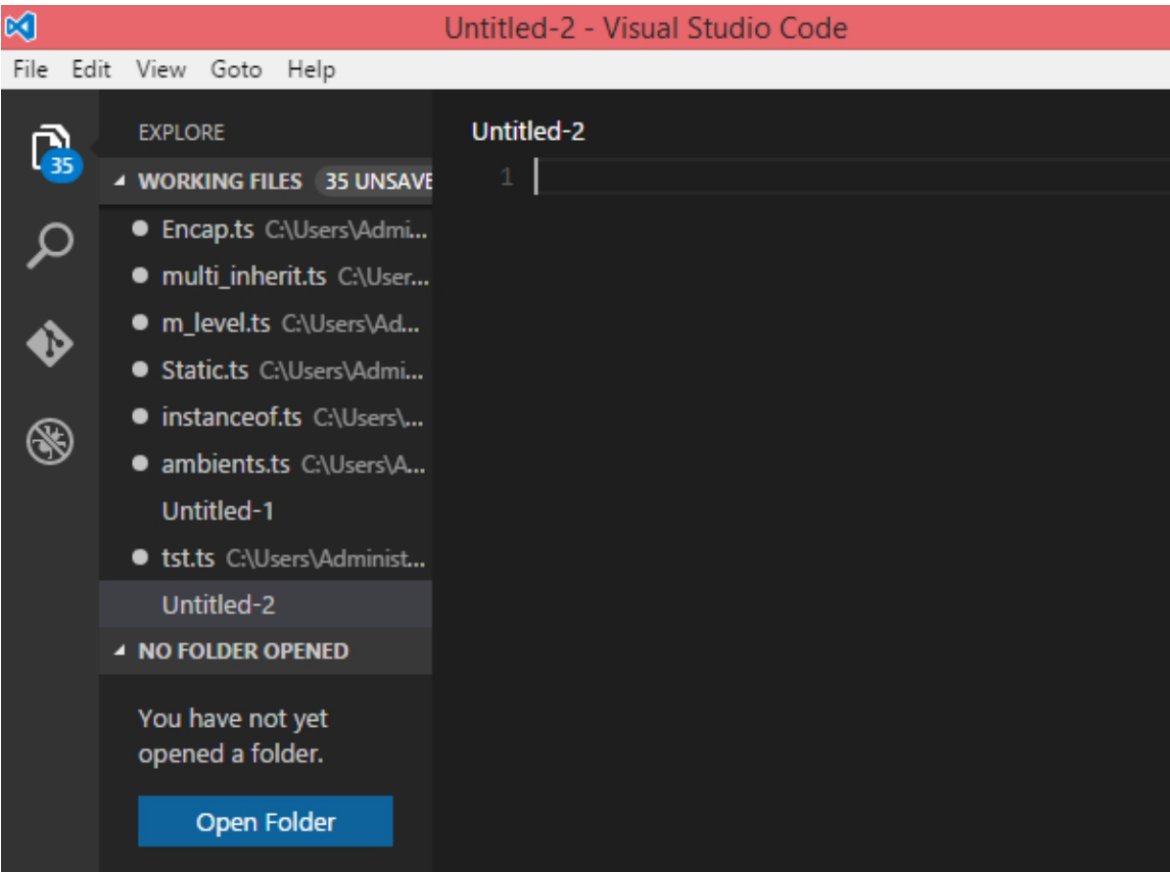 Untitled-2 - Visual Studio Code
File Edit View Goto Help
35
EXPLORE
WORKING FILES 35 UNSAVE
Encap.ts C:\Users\Admi...
multi_inherit.ts C:\User...
m_level.ts C:\Users\Ad...
Static.ts C:\Users\Admi...
instanceof.ts C:\Users\...
ambients.ts C:\Users\A...
Untitled-1
tst.ts C:\Users\Administ...
Untitled-2
NO FOLDER OPENED
You have not yet
opened a folder.
Open Folder
Untitled-2
1